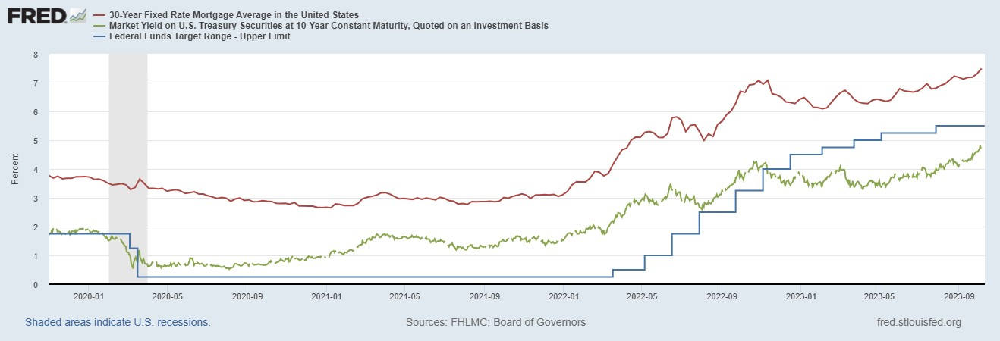 FRED
30-Year Fixed Rate Mortgage Average in the United States
Market Yield on U.S. Treasury Securities at 10-Year Constant Maturity, Quoted on an Investment Basis
Federal Funds Target Range - Upper Limit
8
7
6
5
4
3
2
1
0
Percent
2020-01 2020-05 2020-09 2021-01 2021-05 2021-09 2022-01 2022-05 2022-09 2023-01 2023-05 2023-09
Shaded areas indicate U.S. recessions. Sources: FHLMC; Board of Governors fred.stlouisfed.org